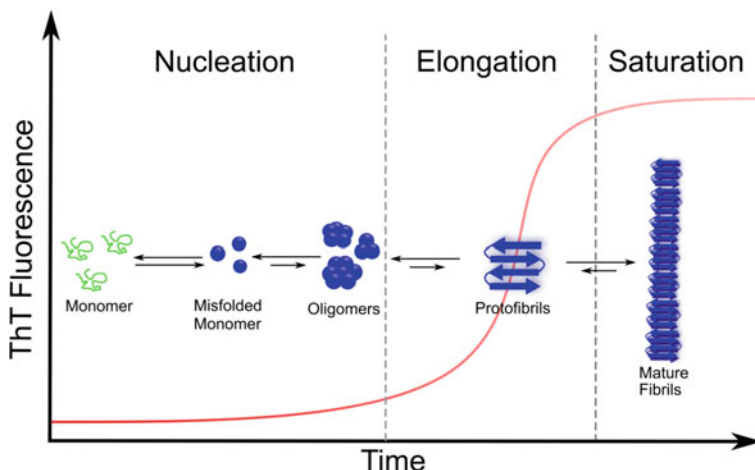 Nucleation
Elongation
Saturation
ThT Fluorescence
Monomer
Misfolded
Monomer
Oligomers
Protofibrils
Mature
Fibrils
Time